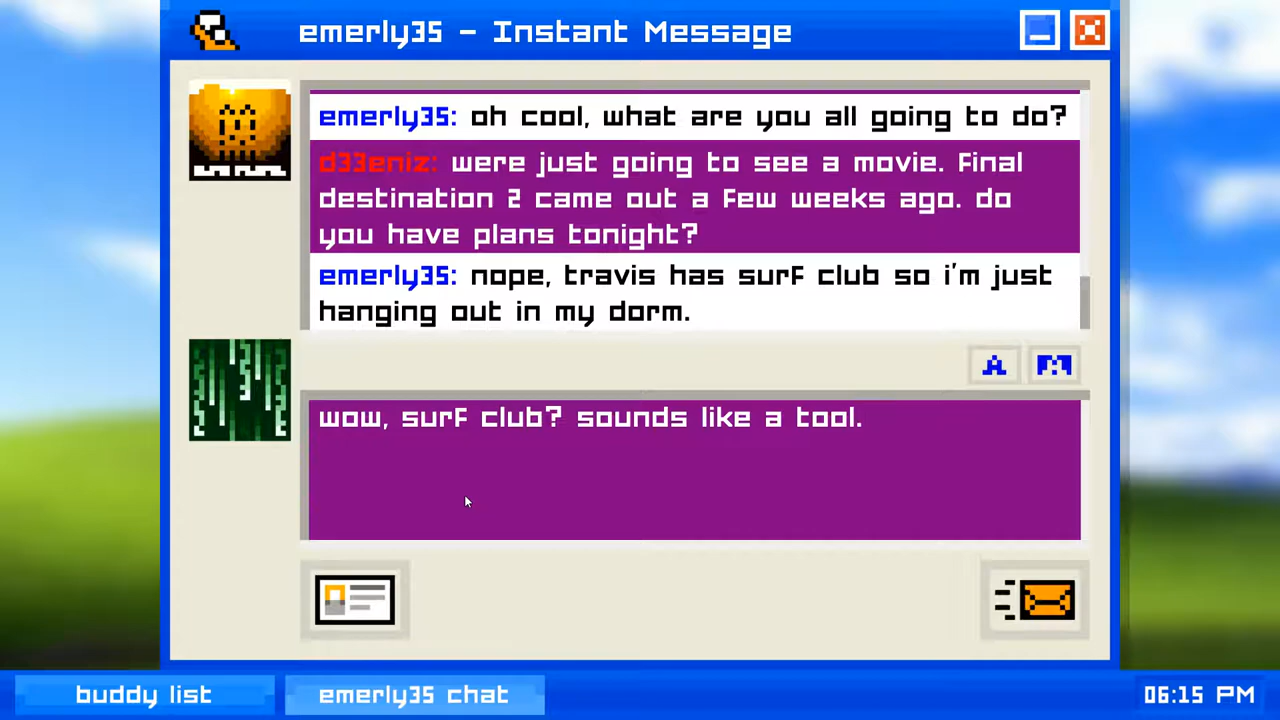 emerly35 - Instant Message
emerly35: oh cool, what are you all going to do?
d33eniz: were just going to see a movie. Final
destination 2 came out a few weeks ago. do
you have plans tonight?
emerly35: nope, travis has surf club so i'm just
hanging out in my dorm.
A
wow, surf club? sounds like a tool.
buddy list
emerly35 chat
06:15 PM